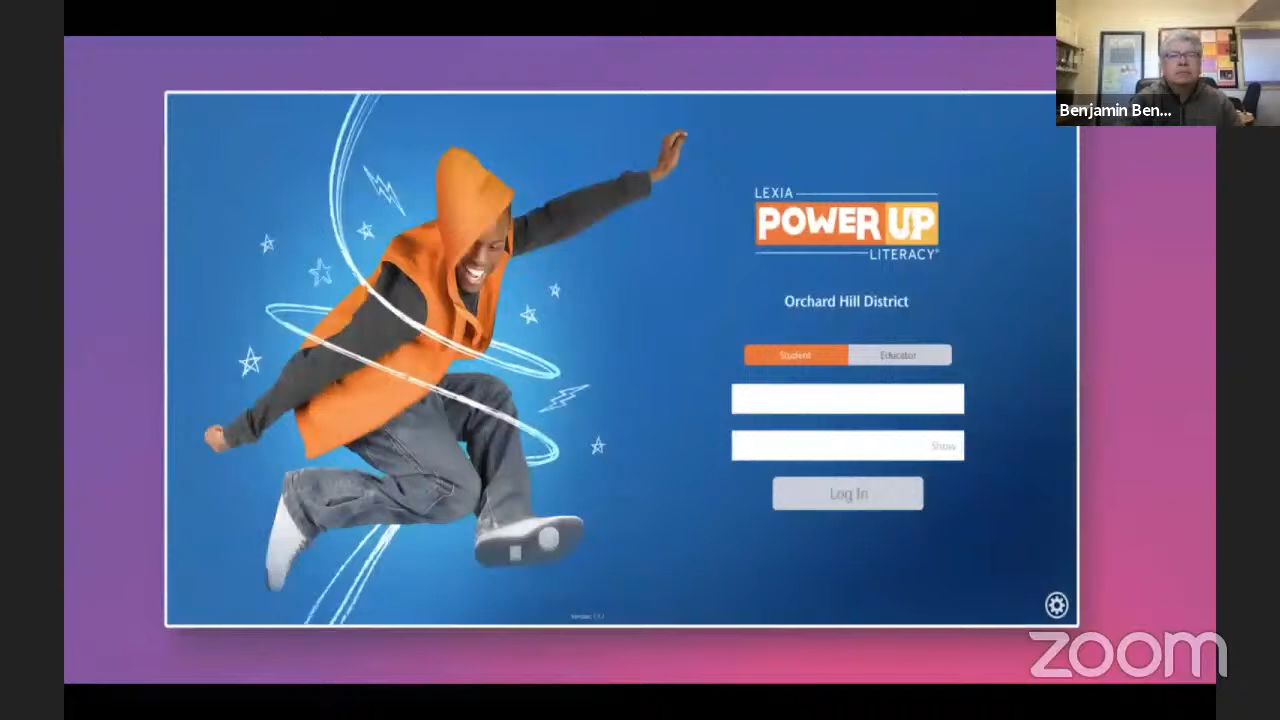 Benjamin Ben...
LEXIA
POWER UP
LITERACY®
Orchard Hill District
Student
Educator
Show
Log In
zoom